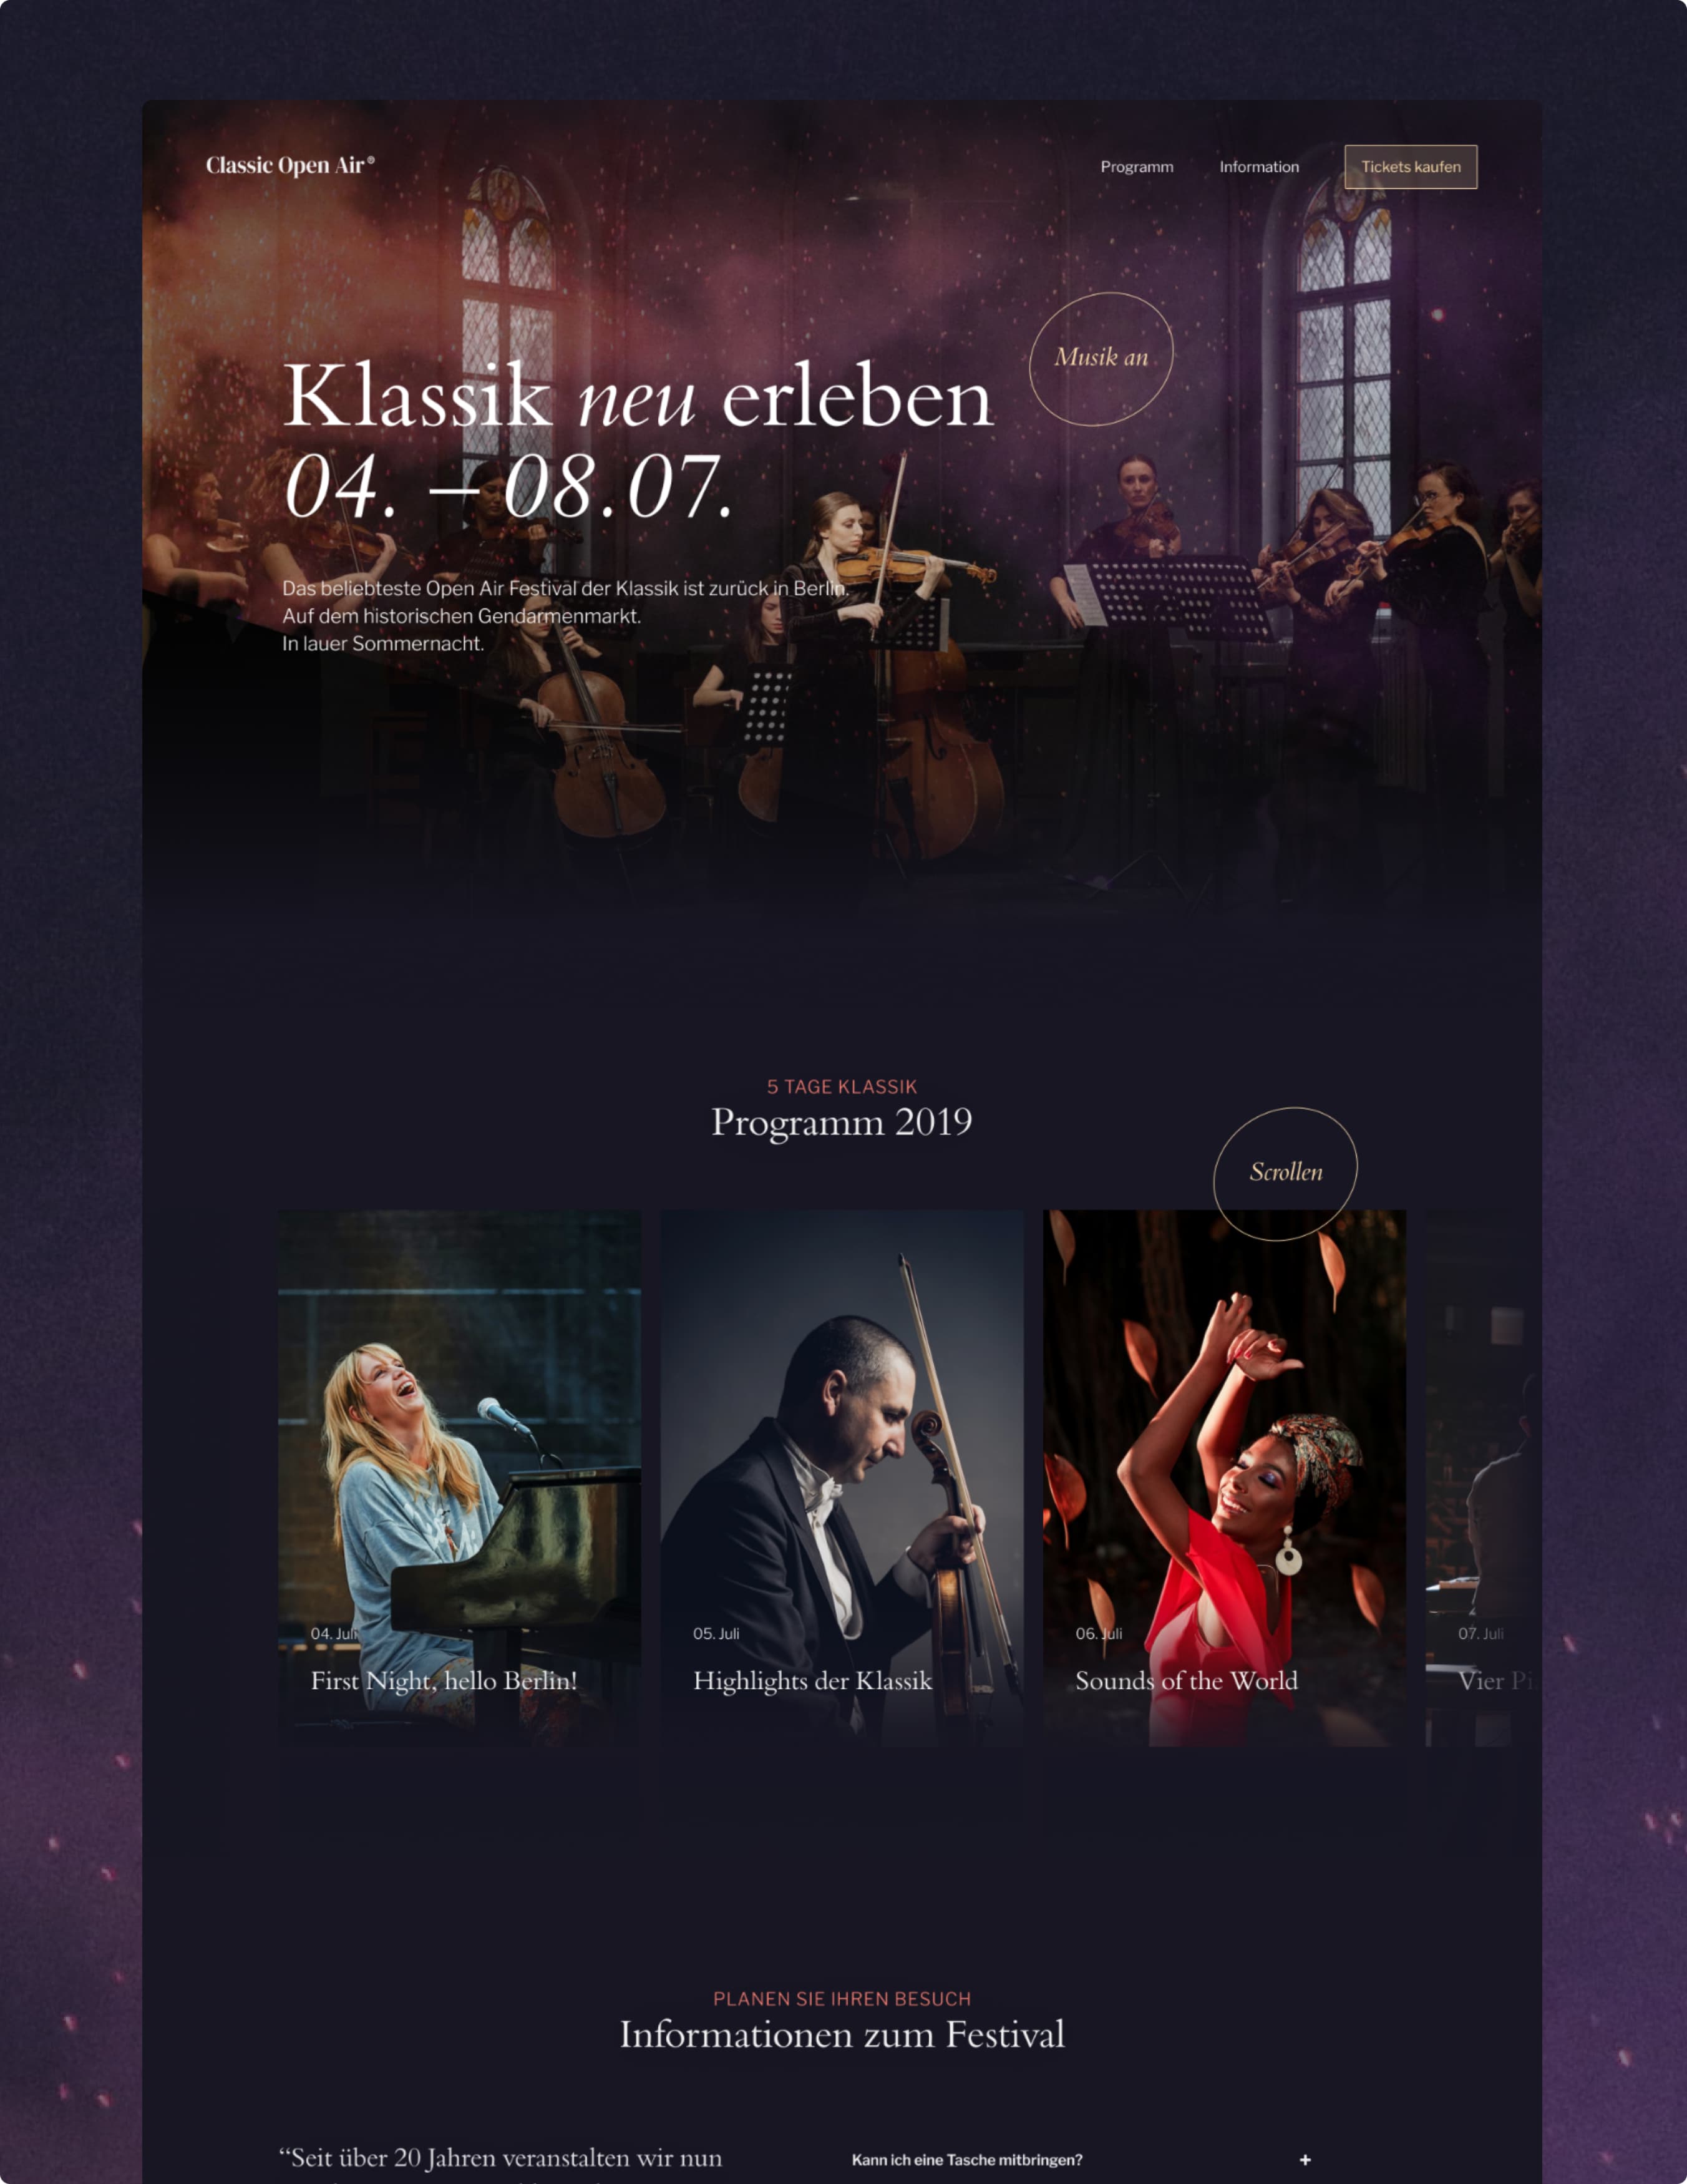 Classic Open Air®
Programm
Information
Tickets kaufen
Musik an
Klassik neu erleben
04. – 08.07.
Das beliebteste Open Air Festival der Klassik ist zurück in Berlin.
Auf dem historischen Gendarmenmarkt.
In lauer Sommernacht.
5 TAGE KLASSIK
Programm 2019
Scrollen
04. Juli
First Night, hello Berlin!
05. Juli
Highlights der Klassik
06. Juli
Sounds of the World
07. Juli
Vier
PLANEN SIE IHREN BESUCH
Informationen zum Festival
“Seit über 20 Jahren veranstalten wir nun
Kann ich eine Tasche mitbringen? +